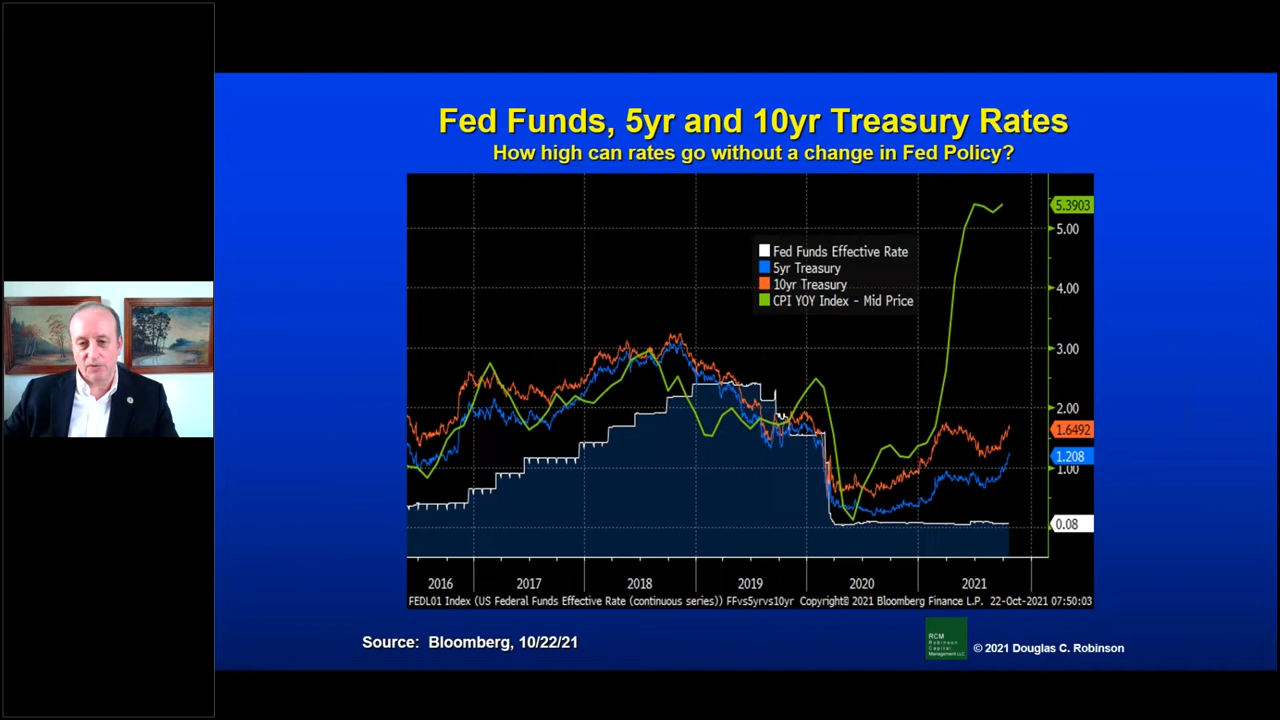 Fed Funds, 5yr and 10yr Treasury Rates
How high can rates go without a change in Fed Policy?
5.3903
5.00
4.00
3.00
2.00
1.6492
1.208
1.00
0.08
Fed Funds Effective Rate
5yr Treasury
10yr Treasury
CPI YOY Index - Mid Price
2016 2017 2018 2019 2020 2021
FEDL01 Index (US Federal Funds Effective Rate (continuous series)) FFvs5yrvs10yr Copyright© 2021 Bloomberg Finance L.P. 22-Oct-2021 07:50:03
Source: Bloomberg, 10/22/21
RCM
Robinson
Capital
Management LLC
© 2021 Douglas C. Robinson